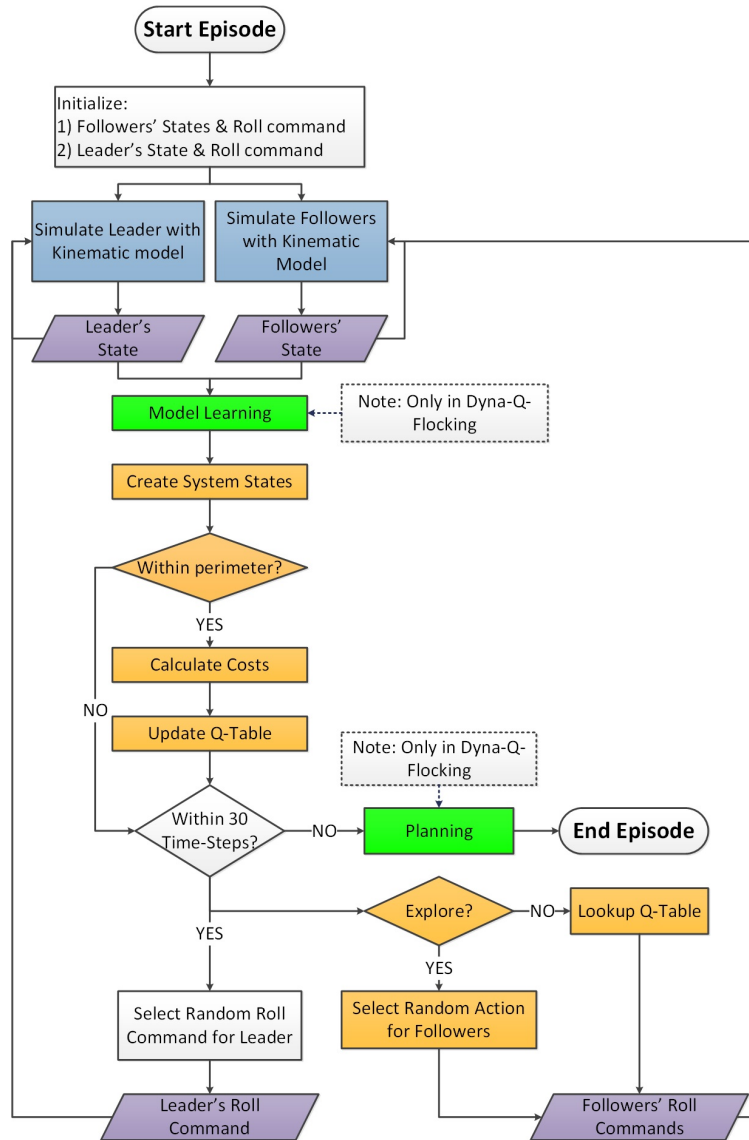 Start Episode
Initialize:
1) Followers' States & Roll command
2) Leader's State & Roll command
Simulate Leader with
Kinematic model
Simulate Followers
with Kinematic
Model
Leader's
State
Followers'
State
Model Learning
Note: Only in Dyna-Q-
Flocking
Create System States
Within perimeter?
YES
Calculate Costs
NO
Update Q-Table
Note: Only in Dyna-Q-
Flocking
Within 30
Time-Steps?
NO
Planning
End Episode
Explore?
NO
Lookup Q-Table
YES
YES
Select Random Roll
Command for Leader
Select Random Action
for Followers
Leader's Roll
Command
Followers' Roll
Commands